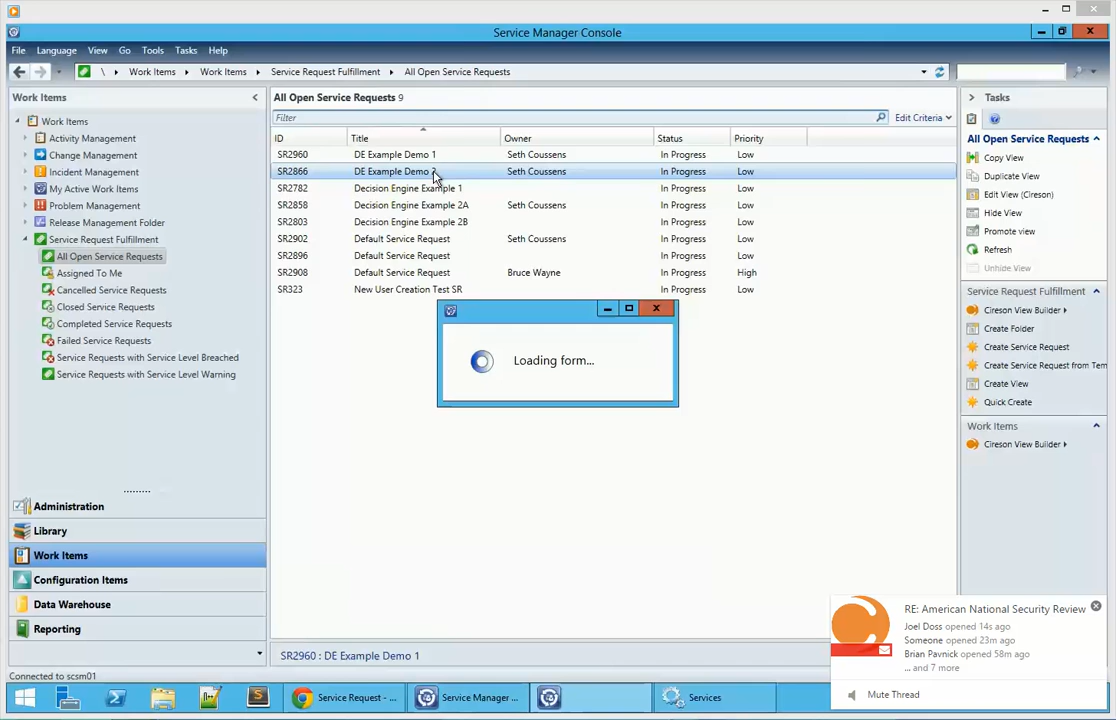 Service Manager Console
File Language View Go Tools Tasks Help
\ Work Items Work Items Service Request Fulfillment All Open Service Requests
Work Items
Work Items
Activity Management
Change Management
Incident Management
My Active Work Items
Problem Management
Release Management Folder
Service Request Fulfillment
All Open Service Requests
Assigned To Me
Cancelled Service Requests
Closed Service Requests
Completed Service Requests
Failed Service Requests
Service Requests with Service Level Breached
Service Requests with Service Level Warning
Administration
Library
Work Items
Configuration Items
Data Warehouse
Reporting
All Open Service Requests 9
Filter
Edit Criteria
ID Title Owner Status Priority
SR2960 DE Example Demo 1 Seth Coussens In Progress Low
SR2866 DE Example Demo Seth Coussens In Progress Low
SR2782 Decision Engine Example 1 In Progress Low
SR2858 Decision Engine Example 2A Seth Coussens In Progress Low
SR2803 Decision Engine Example 2B In Progress Low
SR2902 Default Service Request Seth Coussens In Progress Low
SR2896 Default Service Request In Progress Low
SR2908 Default Service Request Bruce Wayne In Progress High
SR323 New User Creation Test SR In Progress Low
Loading form...
SR2960 : DE Example Demo 1
Tasks
All Open Service Requests
Copy View
Duplicate View
Edit View (Cireson)
Hide View
Promote view
Refresh
Unhide View
Service Request Fulfillment
Cireson View Builder
Create Folder
Create Service Request
Create Service Request from Tem
Create View
Quick Create
Work Items
Cireson View Builder
RE: American National Security Review
Joel Doss opened 14s ago
Someone opened 23m ago
Brian Pavnick opened 58m ago
... and 7 more
Mute Thread
Connected to scsm01
Service Request - ...
Service Manager ...
Services